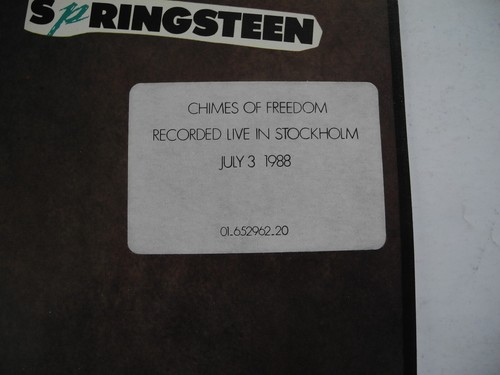 SpRINGSTEEN
CHIMES OF FREEDOM
RECORDED LIVE IN STOCKHOLM
JULY 3 1988
01-652962-20